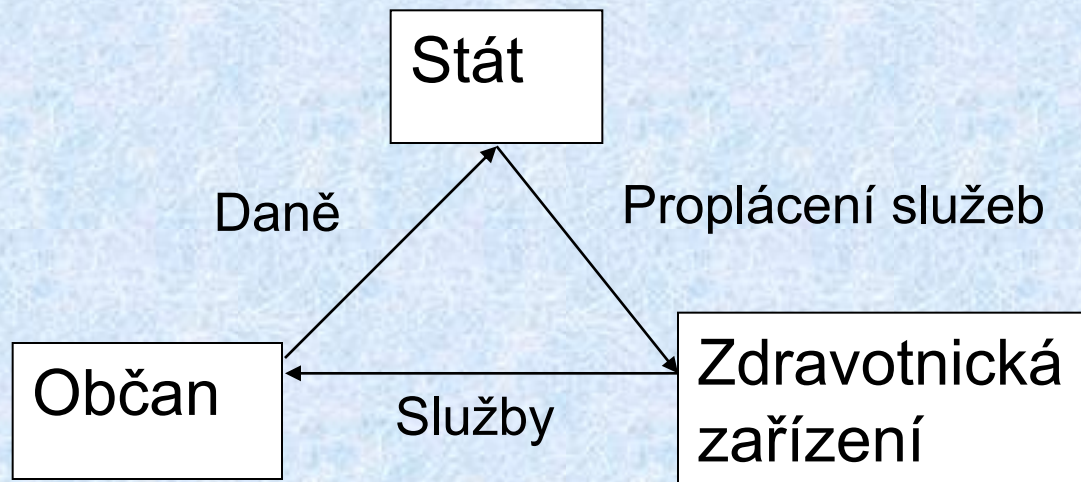 Stát
Daně
Proplácení služeb
Občan
Služby
Zdravotnická
zařízení